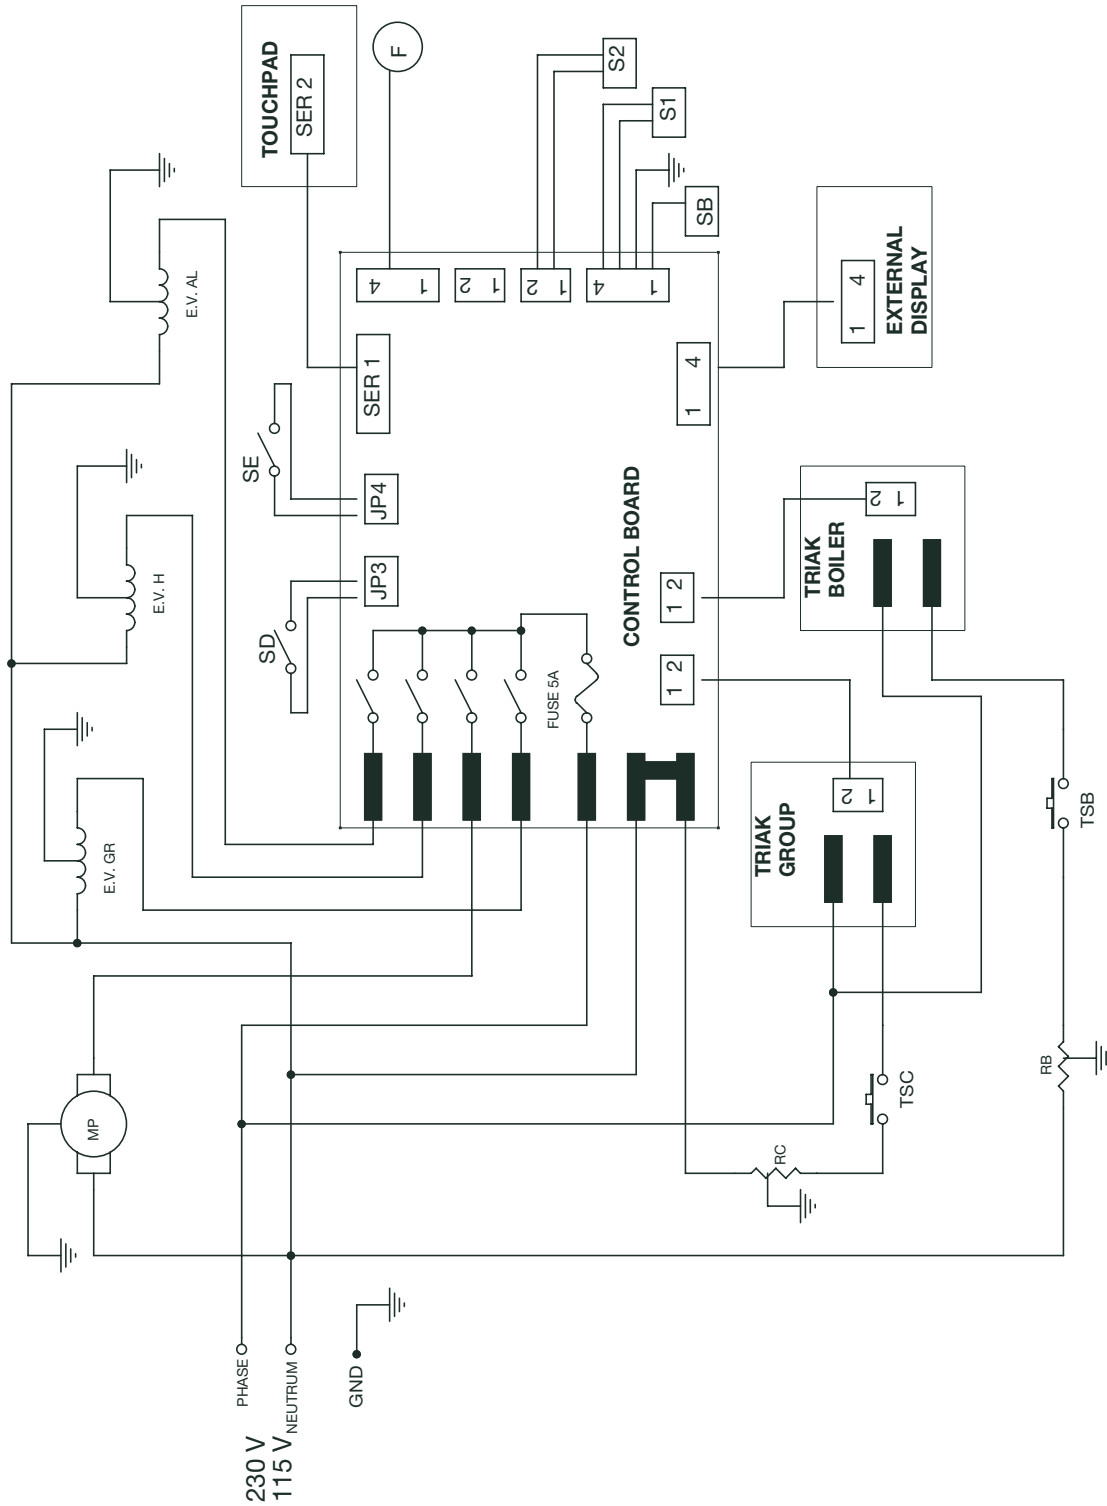 230 V
115 V
PHASE
NEUTRUM
GND
MP
E.V. GR
E.V. H
E.V. AL
TOUCHPAD
SER 2
F
S2
S1
SB
SE
SD
JP3
JP4
SER 1
4 1
2 1
2 1
4 1
1 4
FUSE 5A
CONTROL BOARD
1 2
1 2
EXTERNAL
DISPLAY
1 4
TRIAK
BOILER
2 1
TRIAK
GROUP
2 1
RC
TSC
RB
TSB